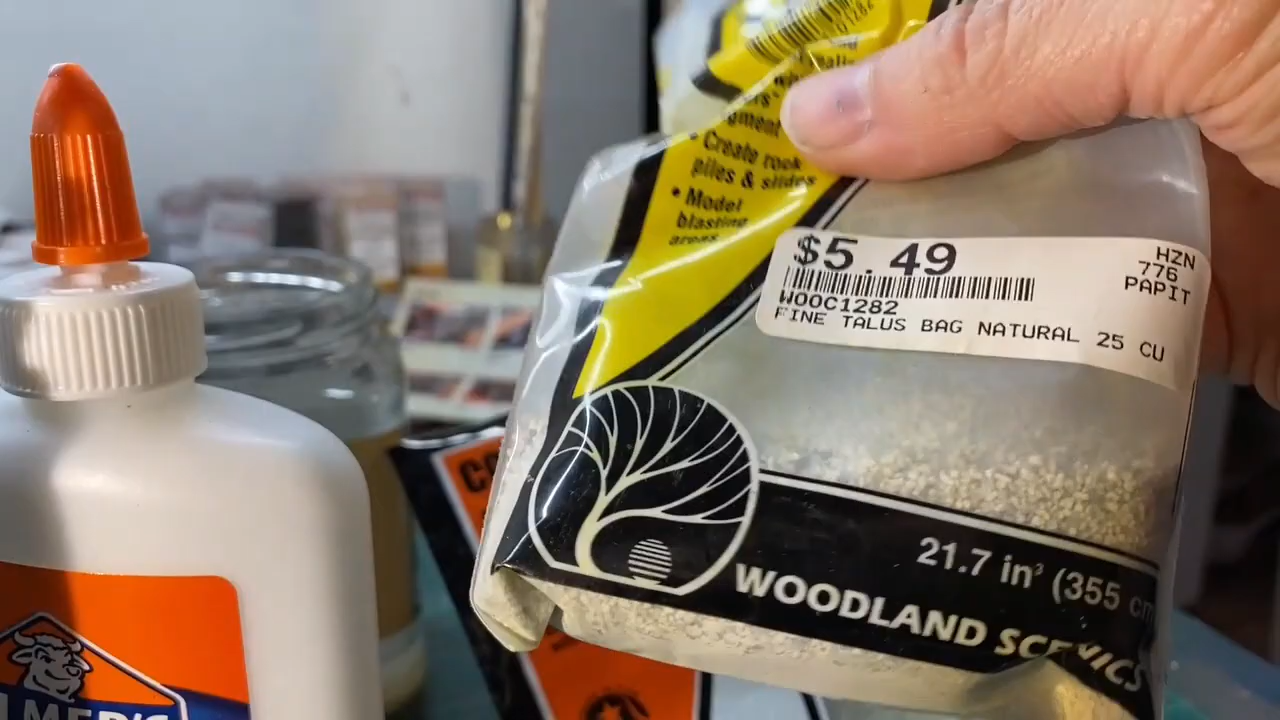 • Create rock
piles & slides
• Model
blasting
areas.
$5.49
HZN
776
PAPIT
WOOC1282
FINE TALUS BAG NATURAL 25 CU
21.7 in³ (355 cm
WOODLAND SCENICS